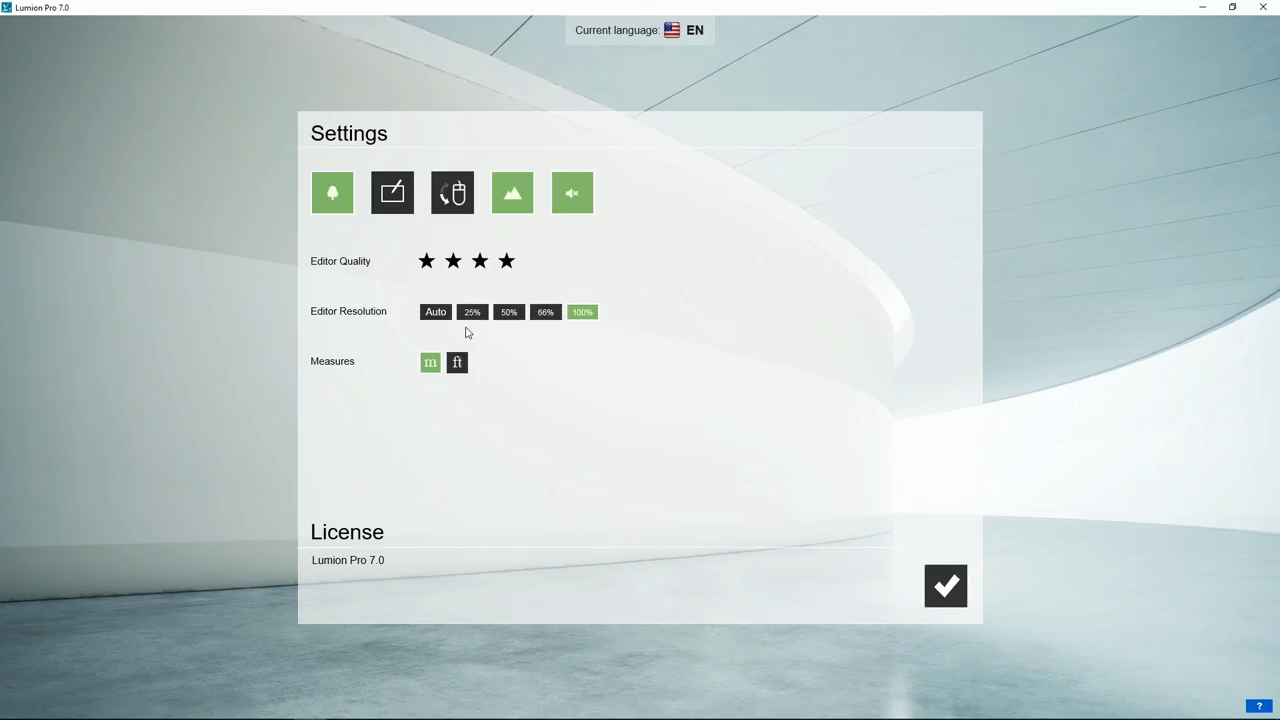 Lumion Pro 7.0
Current language: EN
Settings
Editor Quality
Editor Resolution Auto 25% 50% 66% 100%
Measures m ft
License
Lumion Pro 7.0
?